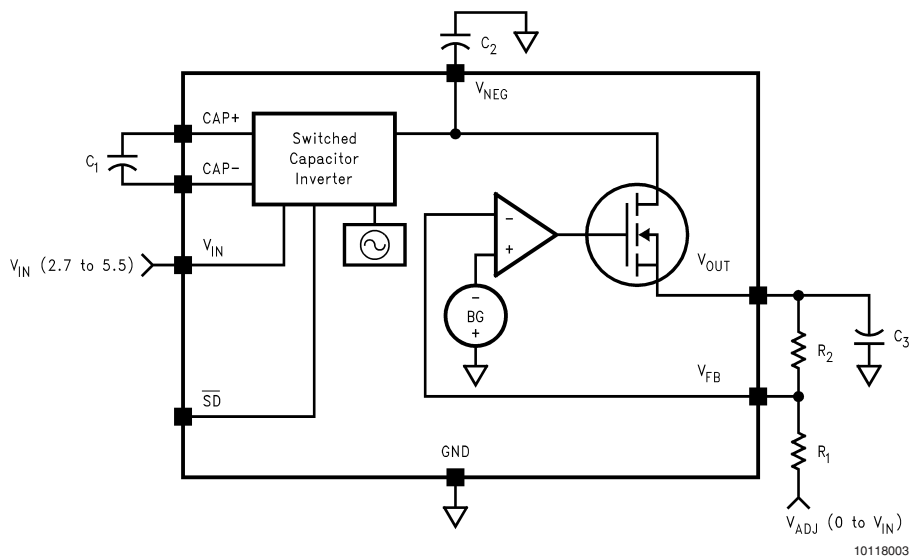 C2
VNEG
CAP+
Switched
Capacitor
Inverter
C1
CAP-
VIN
VIN (2.7 to 5.5)
-
+
VOUT
-
BG
+
C3
R2
VFB
SD
GND
R1
VADJ (0 to VIN)
10118003